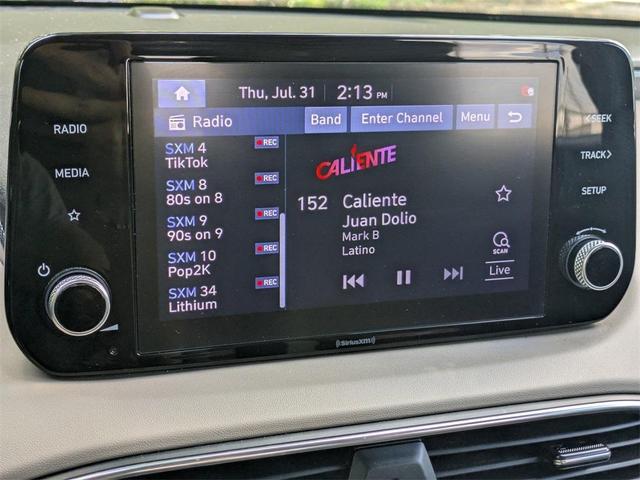 Thu, Jul. 31 2:13 PM
Radio Band Enter Channel Menu
SXM 4 REC
TikTok
SXM 8 REC
80s on 8
SXM 9 REC
90s on 9
SXM 10 REC
Pop2K
SXM 34 REC
Lithium
CALIENTE
152 Caliente
Juan Dolio
Mark B
Latino
SCAN
Live
RADIO
MEDIA
<SEEK
TRACK>
SETUP
((SiriusXM))